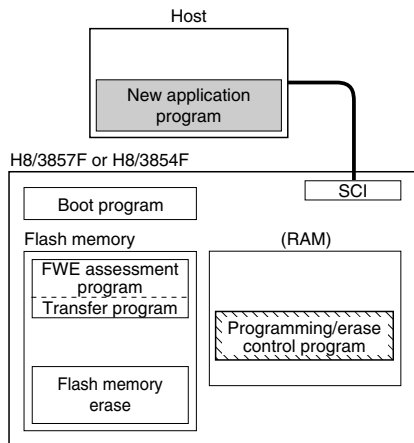 Host
New application
program
H8/3857F or H8/3854F
SCI
Boot program
Flash memory
(RAM)
FWE assessment
program
Transfer program
Programming/erase
control program
Flash memory
erase